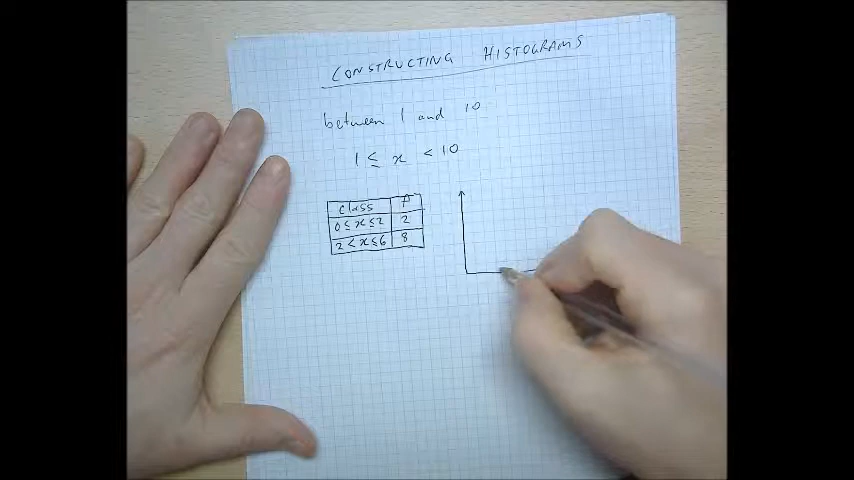 CONSTRUCTING HISTOGRAMS
between 1 and 10
1 ≤ x < 10
class f
0 ≤ x ≤ 2 2
2 < x ≤ 6 8